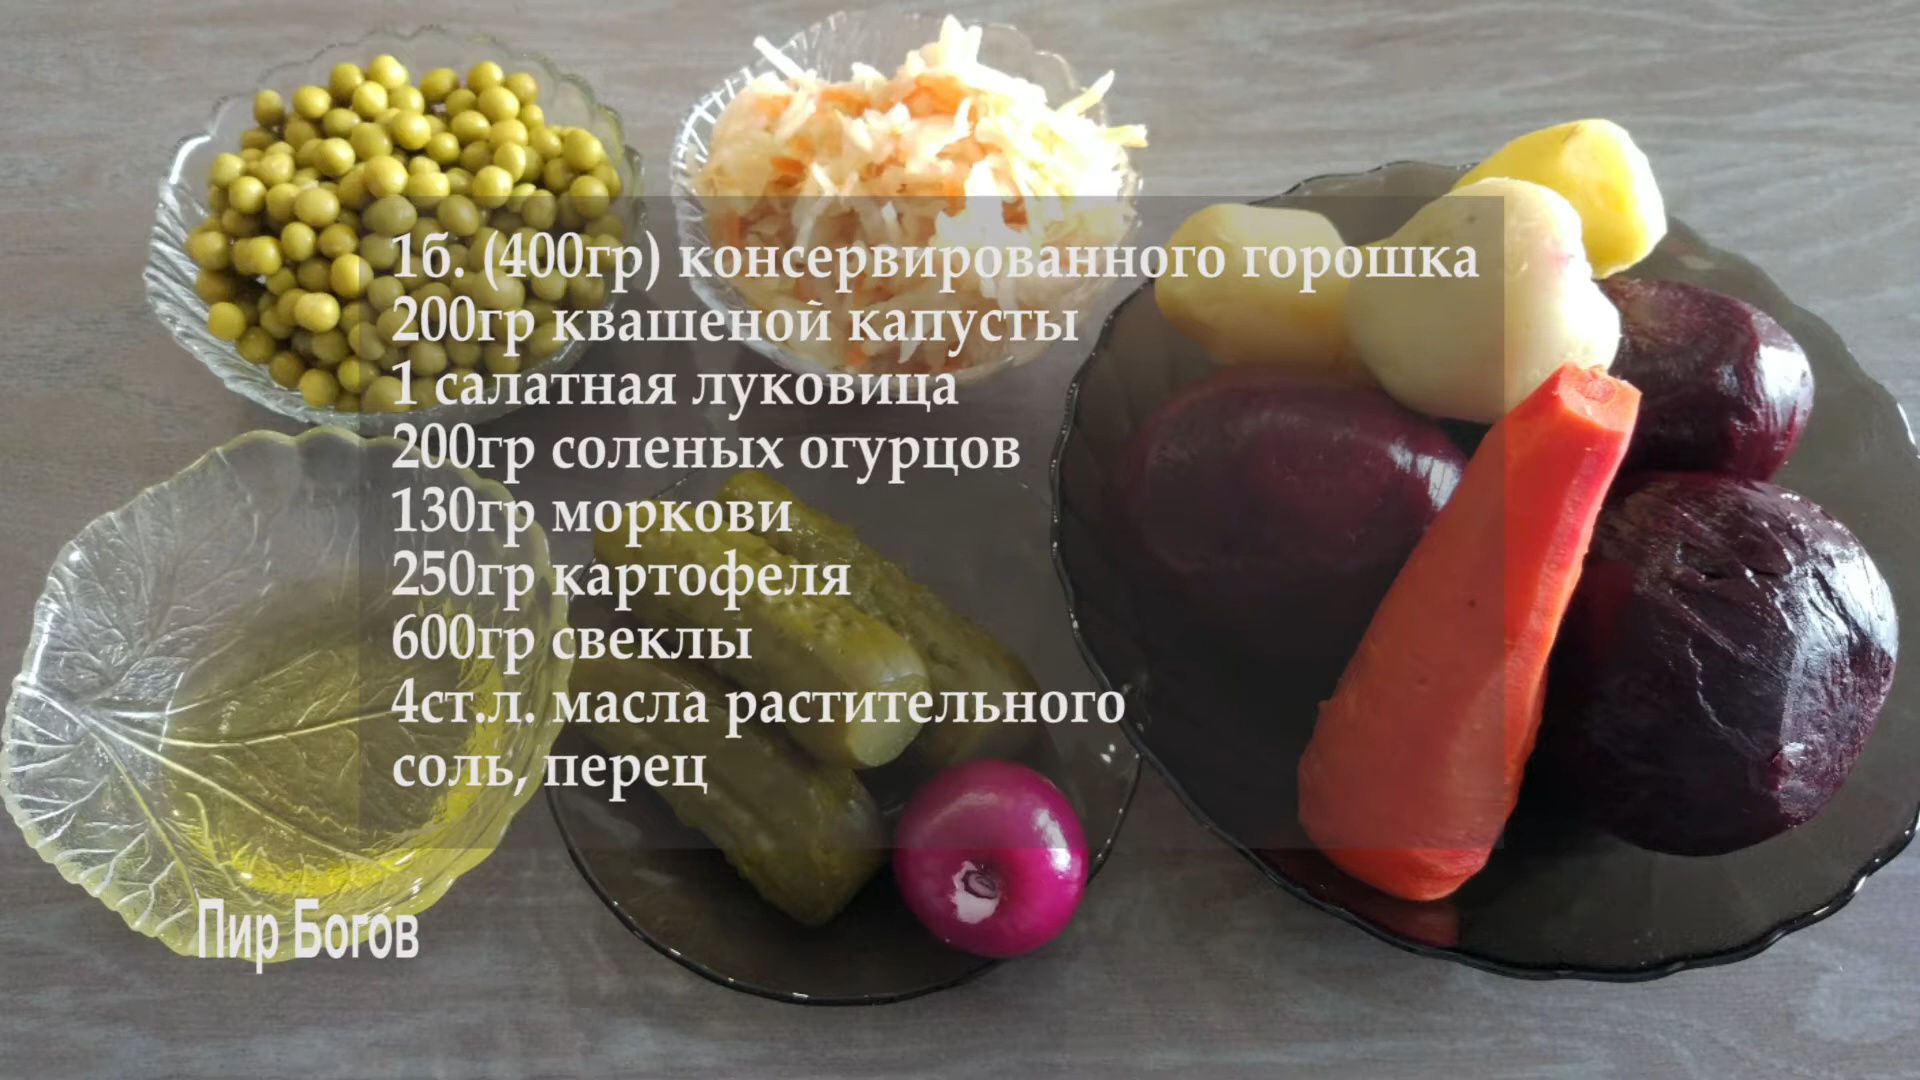 1б. (400гр) консервированного горошка
200гр квашеной капусты
1 салатная луковица
200гр соленых огурцов
130гр моркови
250гр картофеля
600гр свеклы
4ст.л. масла растительного
соль, перец
Пир Богов